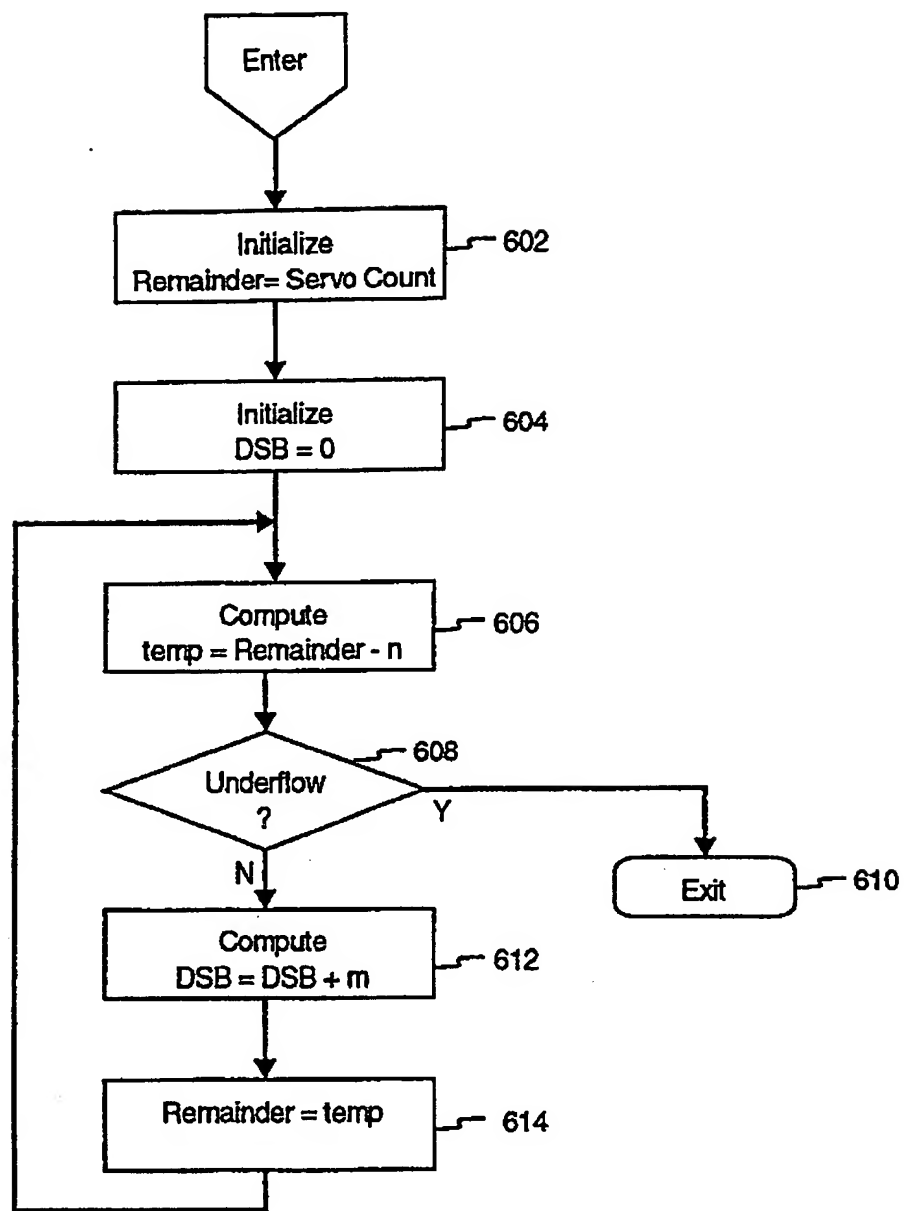 Enter
Initialize
Remainder= Servo Count
602
Initialize
DSB = 0
604
Compute
temp = Remainder - n
606
Underflow
?
608
Y
N
Exit
610
Compute
DSB = DSB + m
612
Remainder = temp
614